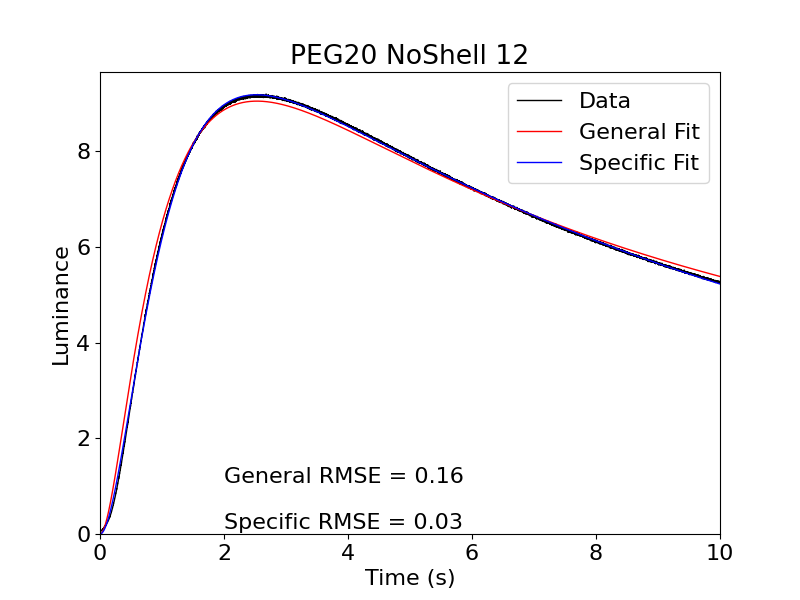 PEG20 NoShell 12
Data
General Fit
Specific Fit
8
6
4
2
0
Luminance
General RMSE = 0.16
Specific RMSE = 0.03
0 2 4 6 8 10
Time (s)